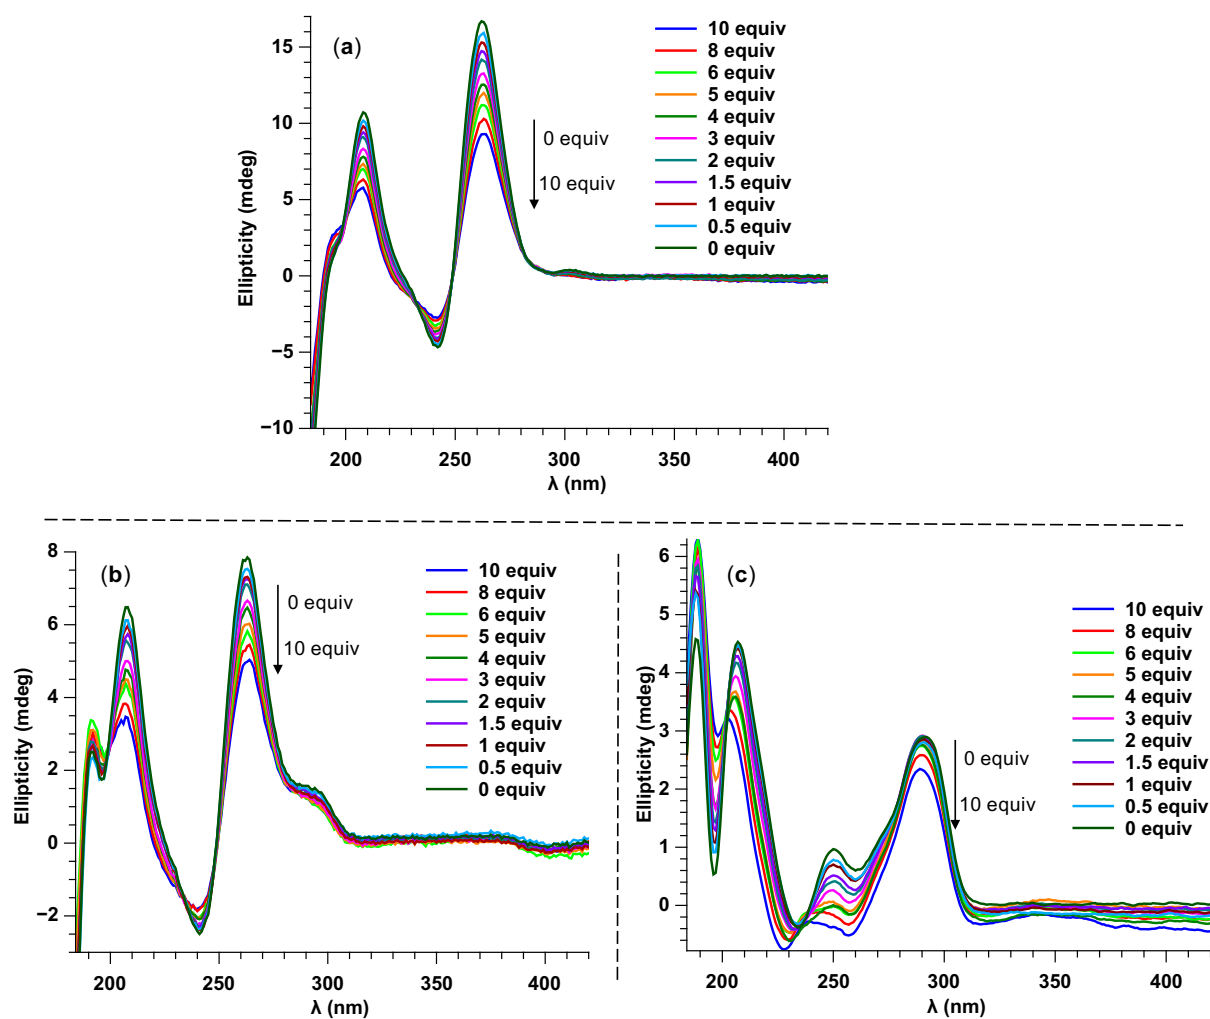 (a)
15
10
5
0
−5
−10
Ellipticity (mdeg)
200
250
300
350
400
λ (nm)
0 equiv
10 equiv
10 equiv
8 equiv
6 equiv
5 equiv
4 equiv
3 equiv
2 equiv
1.5 equiv
1 equiv
0.5 equiv
0 equiv
(b)
8
6
4
2
0
−2
Ellipticity (mdeg)
200
250
300
350
400
λ (nm)
0 equiv
10 equiv
10 equiv
8 equiv
6 equiv
5 equiv
4 equiv
3 equiv
2 equiv
1.5 equiv
1 equiv
0.5 equiv
0 equiv
(c)
6
5
4
3
2
1
0
Ellipticity (mdeg)
200
250
300
350
400
λ (nm)
0 equiv
10 equiv
10 equiv
8 equiv
6 equiv
5 equiv
4 equiv
3 equiv
2 equiv
1.5 equiv
1 equiv
0.5 equiv
0 equiv